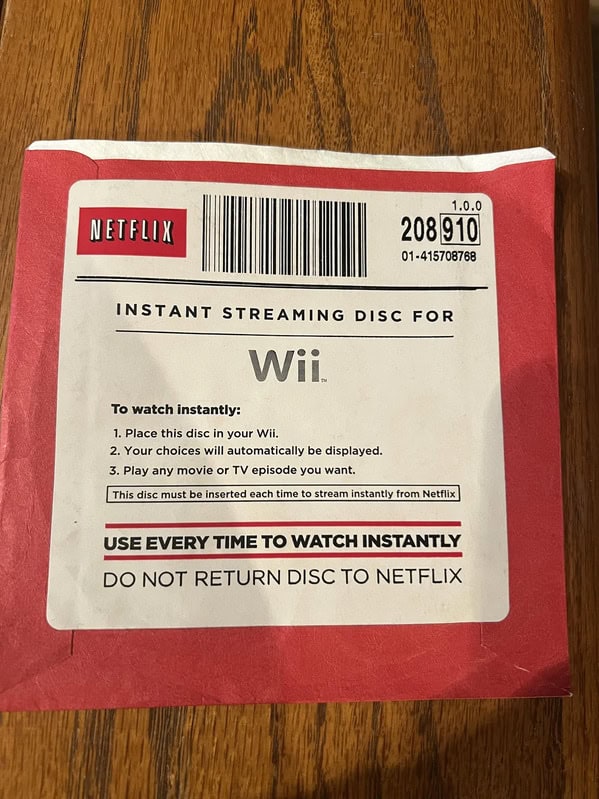 NETFLIX
1.0.0
208 910
01-415708768
INSTANT STREAMING DISC FOR
Wii™
To watch instantly:
1. Place this disc in your Wii.
2. Your choices will automatically be displayed.
3. Play any movie or TV episode you want.
This disc must be inserted each time to stream instantly from Netflix
USE EVERY TIME TO WATCH INSTANTLY
DO NOT RETURN DISC TO NETFLIX